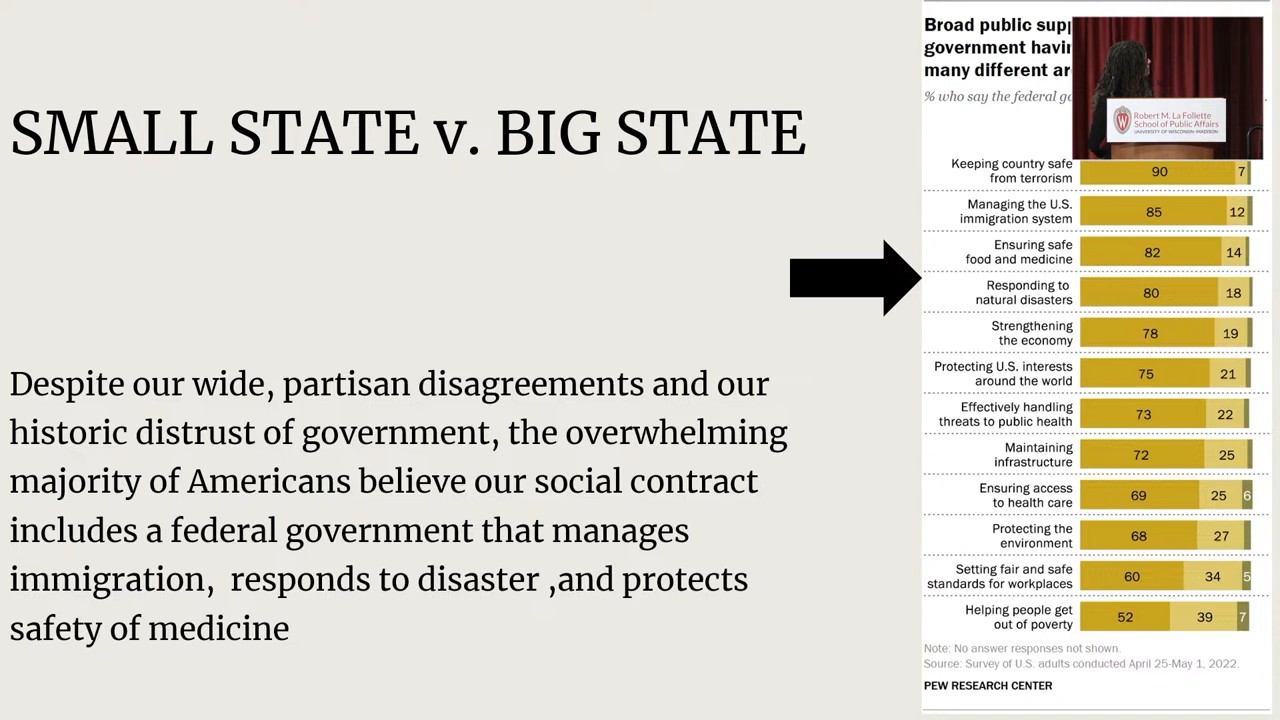 SMALL STATE v. BIG STATE
Despite our wide, partisan disagreements and our
historic distrust of government, the overwhelming
majority of Americans believe our social contract
includes a federal government that manages
immigration,  responds to disaster ,and protects
safety of medicine
Broad public
government
many different
% who say the federal
Robert M. La Follette
School of Public Affairs
UNIVERSITY OF WISCONSIN-MADISON
Keeping country safe
from terrorism
90 7
Managing the U.S.
immigration system
85 12
Ensuring safe
food and medicine
82 14
Responding to
natural disasters
80 18
Strengthening
the economy
78 19
Protecting U.S. interests
around the world
75 21
Effectively handling
threats to public health
73 22
Maintaining
infrastructure
72 25
Ensuring access
to health care
69 25 6
Protecting the
environment
68 27
Setting fair and safe
standards for workplaces
60 34 5
Helping people get
out of poverty
52 39 7
Note: No answer responses not shown.
Source: Survey of U.S. adults conducted April 25-May 1, 2022.
PEW RESEARCH CENTER